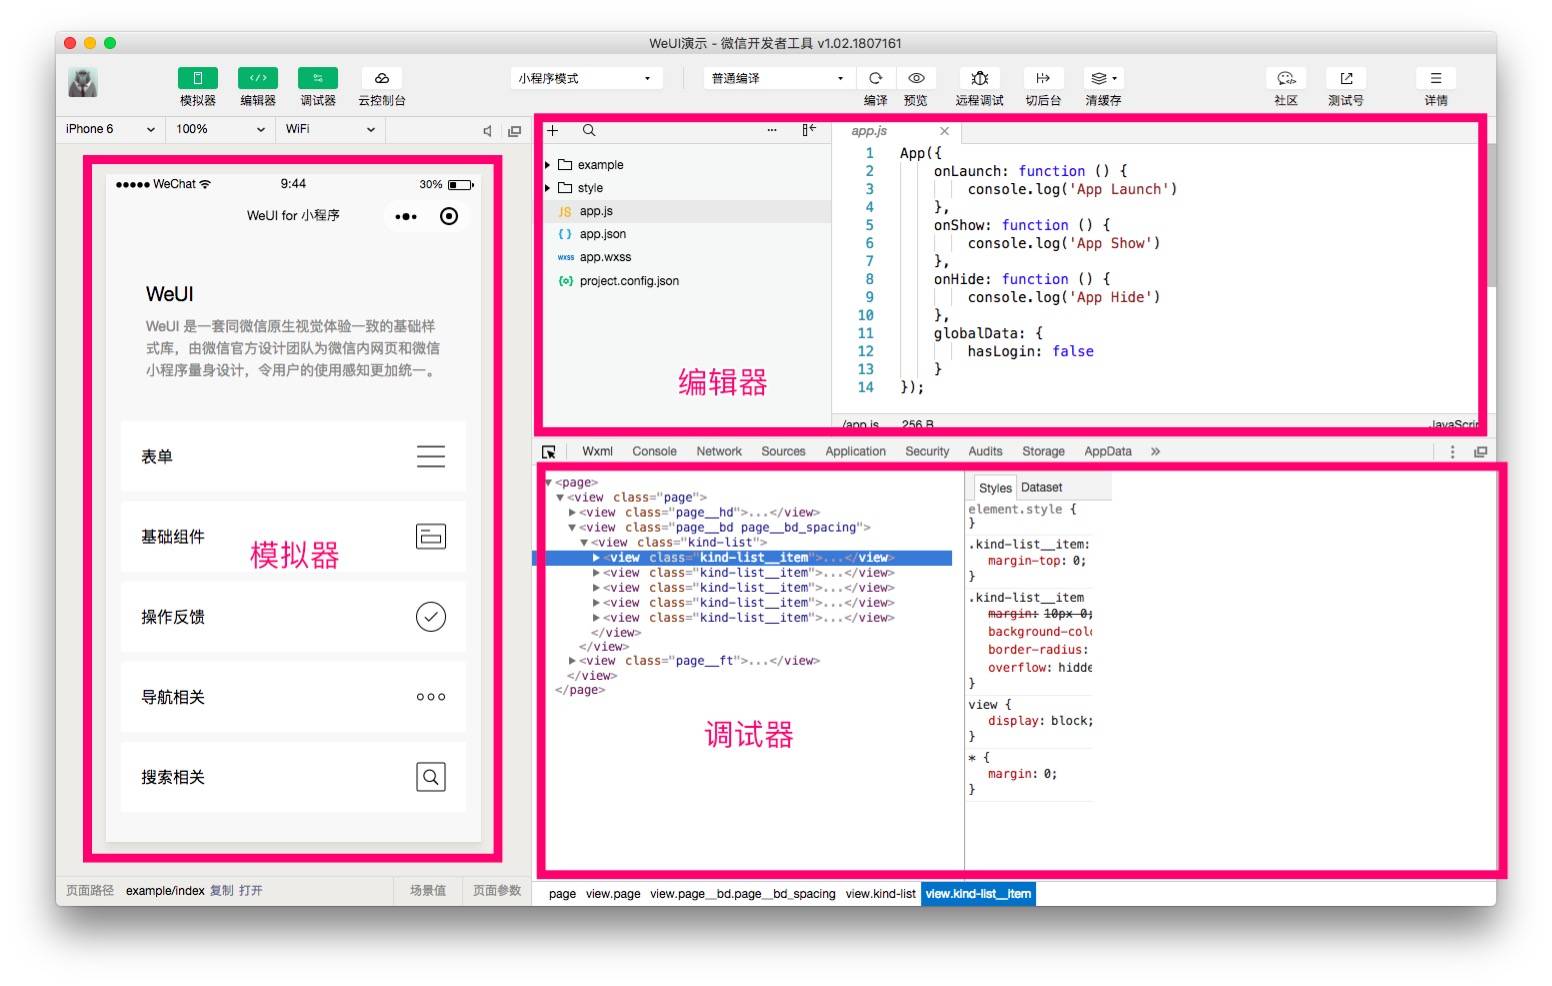 WeUI演示 - 微信开发者工具 v1.02.1807161
模拟器 编辑器 调试器 云控制台 小程序模式 普通编译 编译 预览 远程调试 切后台 清缓存 社区 测试号 详情
iPhone 6 100% WiFi
WeChat 9:44 30%
WeUI for 小程序
WeUI
WeUI 是一套同微信原生视觉体验一致的基础样
式库，由微信官方设计团队为微信内网页和微信
小程序量身设计，令用户的使用感知更加统一。
表单
基础组件
模拟器
操作反馈
导航相关
搜索相关
页面路径 example/index 复制 打开 场景值 页面参数
example
style
JS app.js
{ } app.json
wxss app.wxss
{o} project.config.json
编辑器
app.js
1 App({
2 onLaunch: function () {
3 console.log('App Launch')
4 },
5 onShow: function () {
6 console.log('App Show')
7 },
8 onHide: function () {
9 console.log('App Hide')
10 },
11 globalData: {
12 hasLogin: false
13 }
14 });
/app.js 256 B JavaScrip
Wxml Console Network Sources Application Security Audits Storage AppData
<page>
<view class="page">
<view class="page__hd">...</view>
<view class="page__bd page__bd_spacing">
<view class="kind-list">
<view class="kind-list__item">...</view>
<view class="kind-list__item">...</view>
<view class="kind-list__item">...</view>
<view class="kind-list__item">...</view>
<view class="kind-list__item">...</view>
</view>
</view>
<view class="page__ft">...</view>
</view>
</page>
调试器
Styles Dataset
element.style {
}
.kind-list__item:
margin-top: 0;
}
.kind-list__item
margin: 10px 0;
background-colo
border-radius:
overflow: hidde
}
view {
display: block;
}
* {
margin: 0;
}
page view.page view.page__bd.page__bd_spacing view.kind-list view.kind-list__item